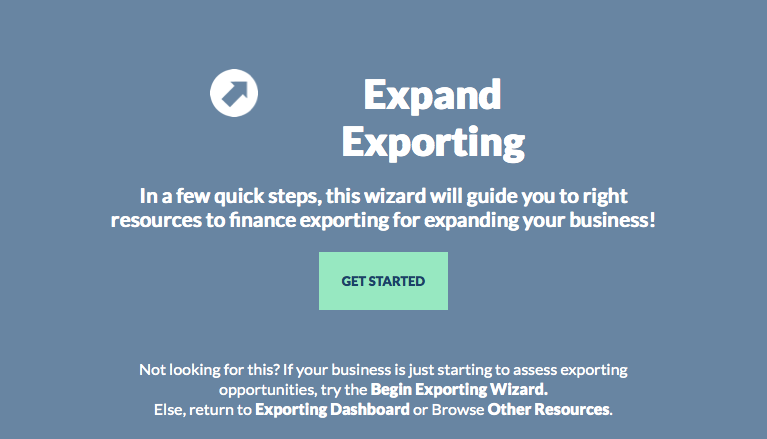 Expand
Exporting
In a few quick steps, this wizard will guide you to right
resources to finance exporting for expanding your business!
GET STARTED
Not looking for this? If your business is just starting to assess exporting
opportunities, try the Begin Exporting Wizard.
Else, return to Exporting Dashboard or Browse Other Resources.